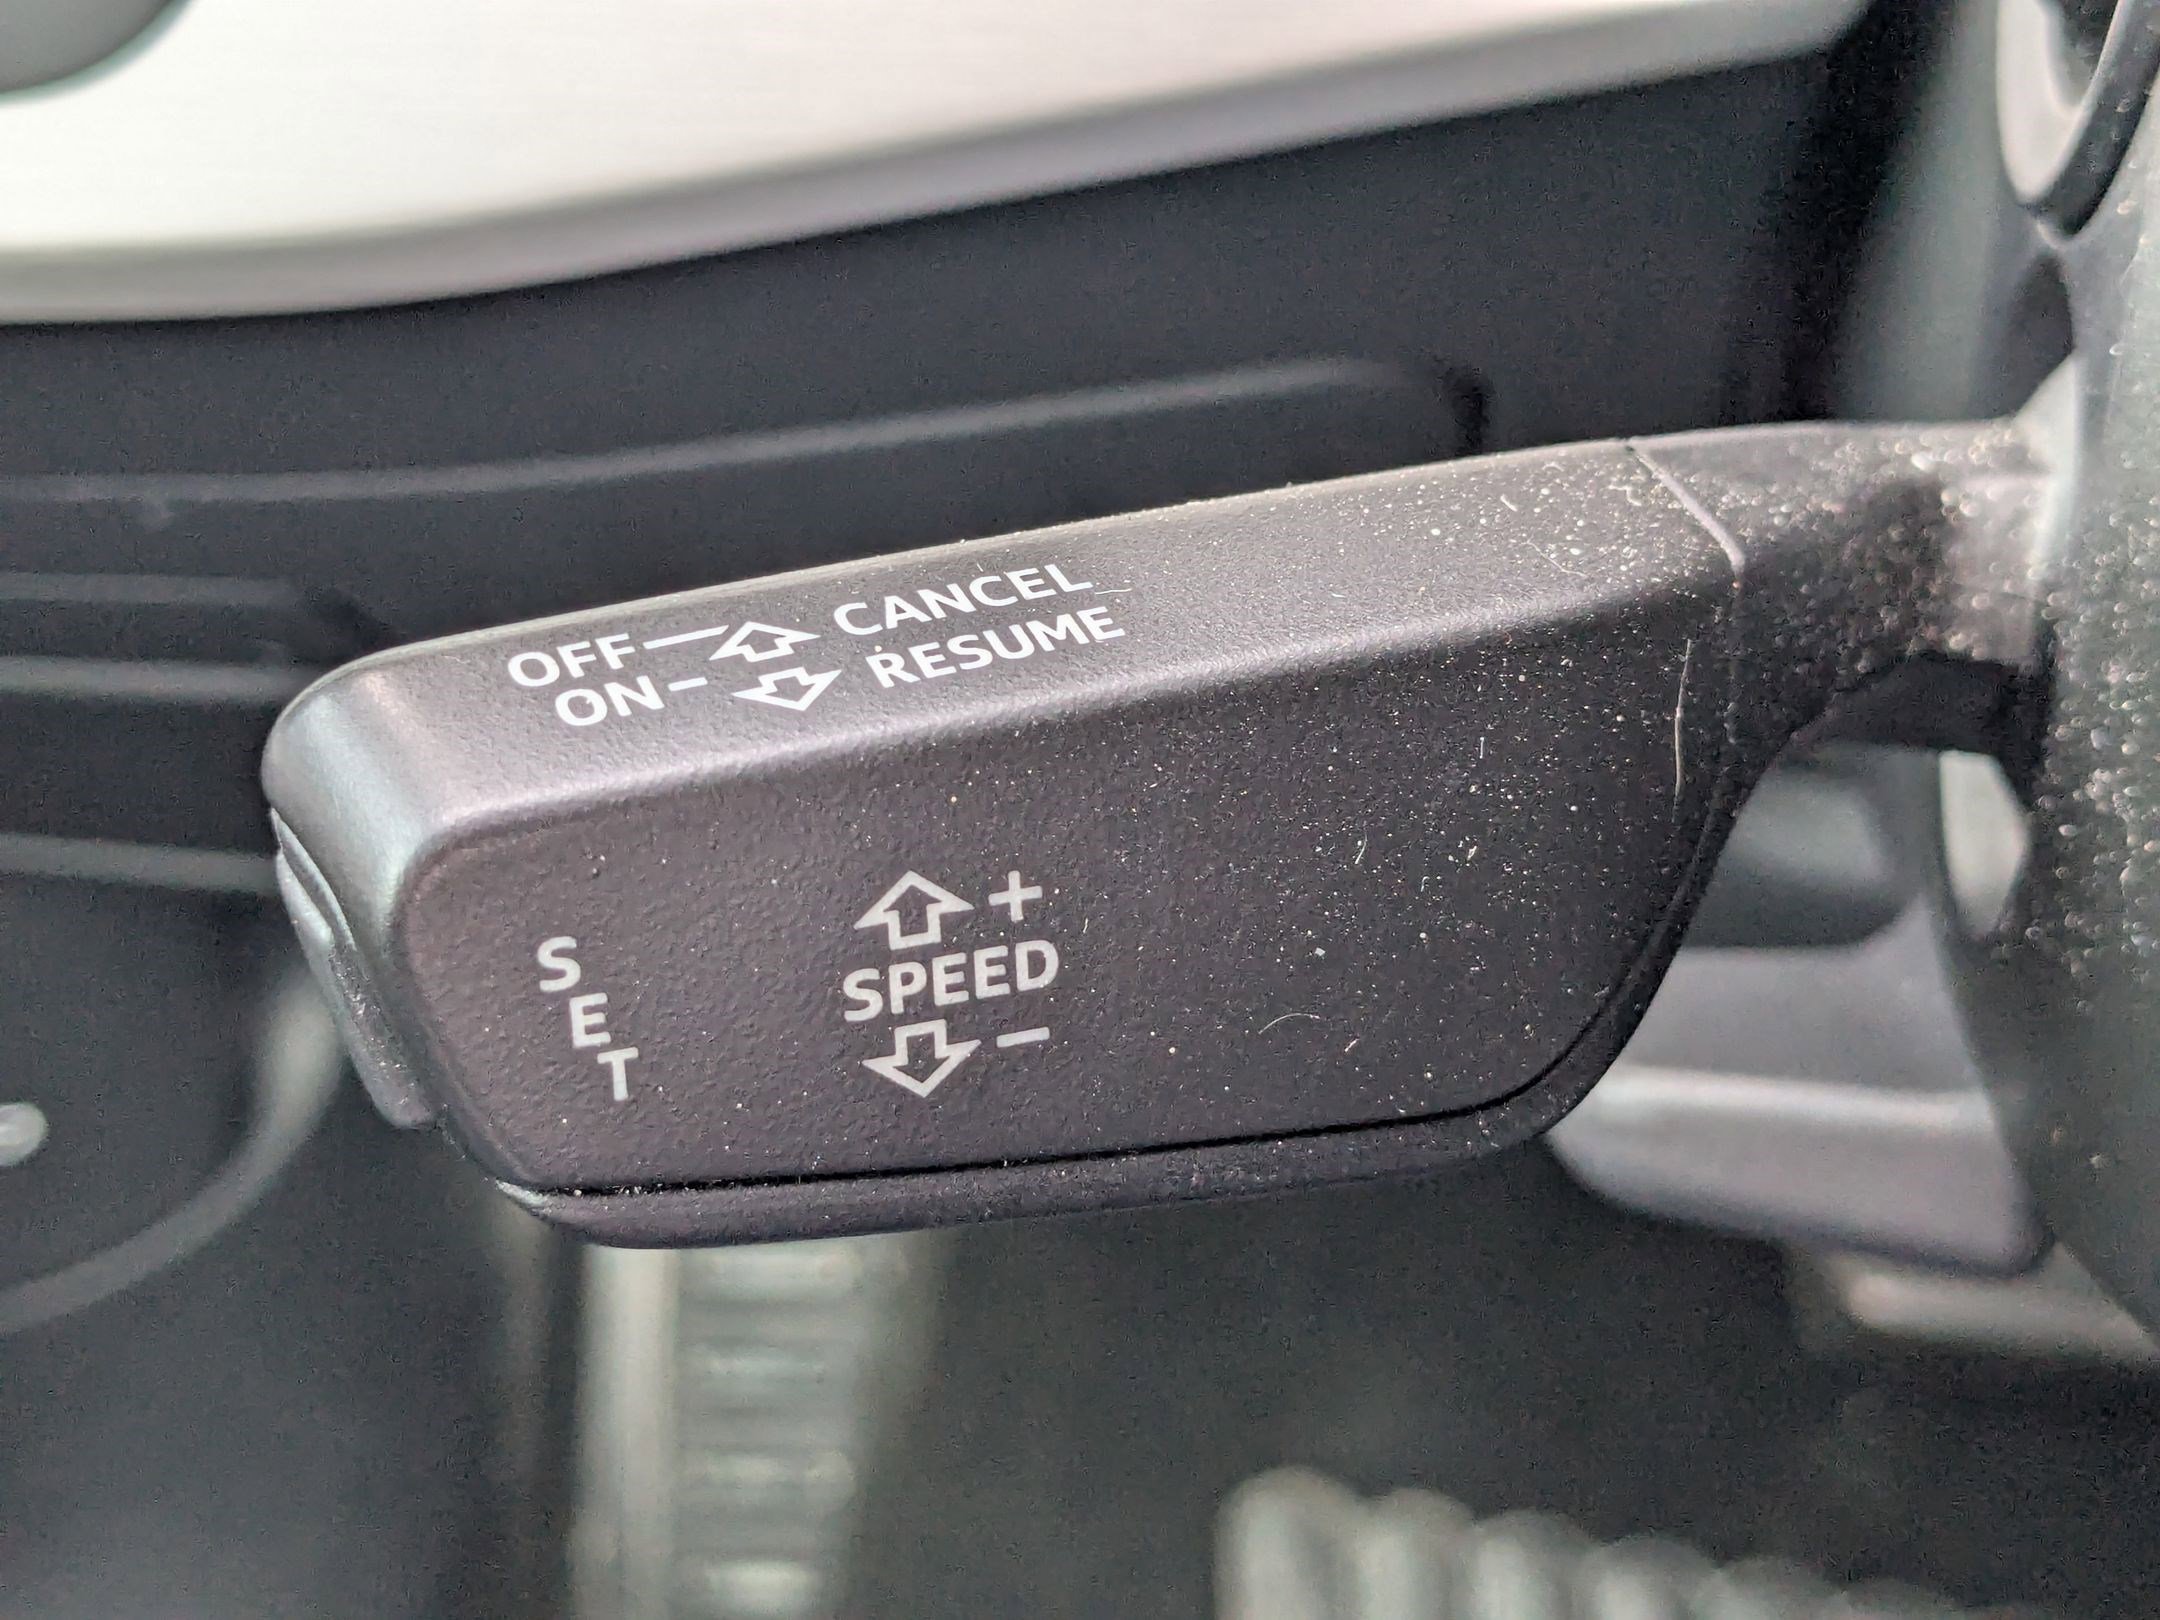 OFF CANCEL
ON RESUME
SET
+
SPEED
-